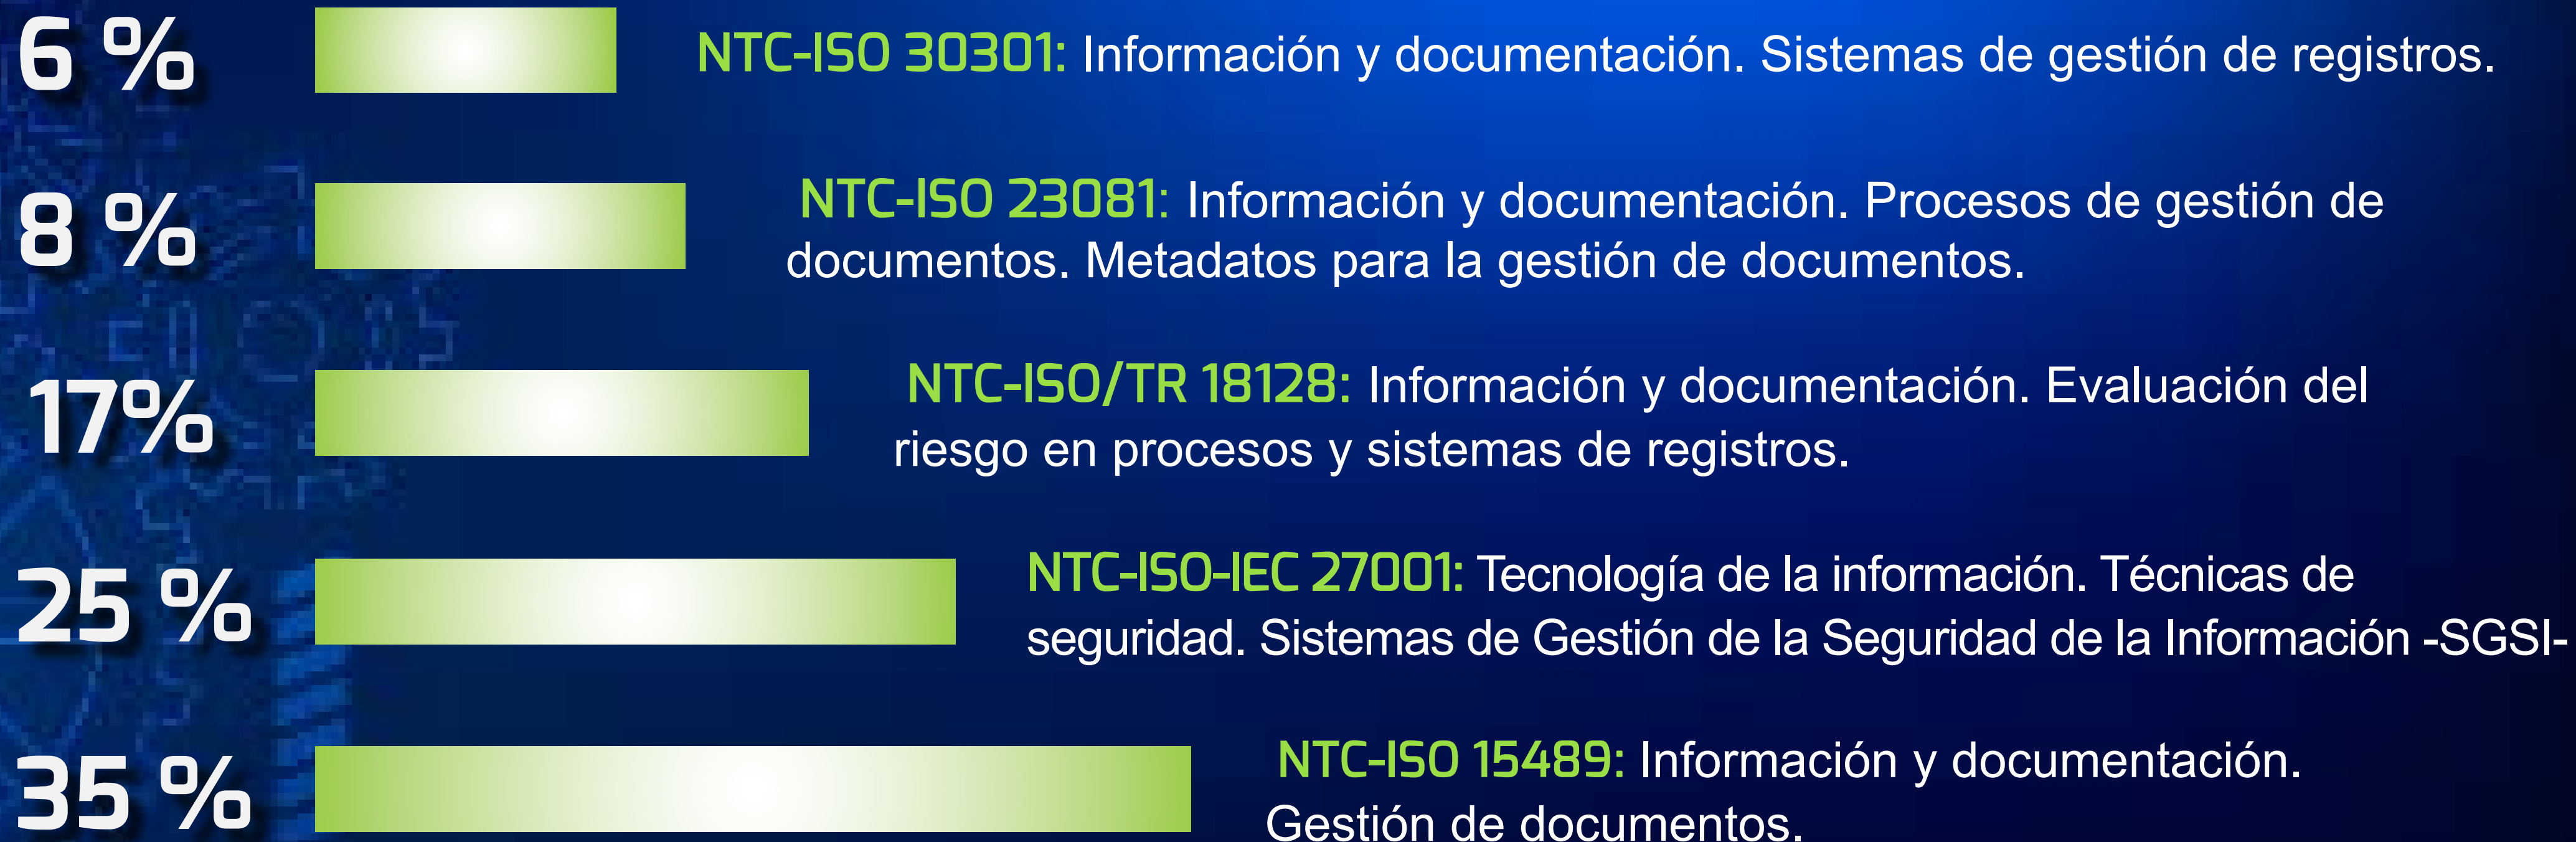 6 %
NTC-ISO 30301: Información y documentación. Sistemas de gestión de registros.
8 %
NTC-ISO 23081: Información y documentación. Procesos de gestión de
documentos. Metadatos para la gestión de documentos.
17%
NTC-ISO/TR 18128: Información y documentación. Evaluación del
riesgo en procesos y sistemas de registros.
25 %
NTC-ISO-IEC 27001: Tecnología de la información. Técnicas de
seguridad. Sistemas de Gestión de la Seguridad de la Información -SGSI-
35 %
NTC-ISO 15489: Información y documentación.
Gestión de documentos.